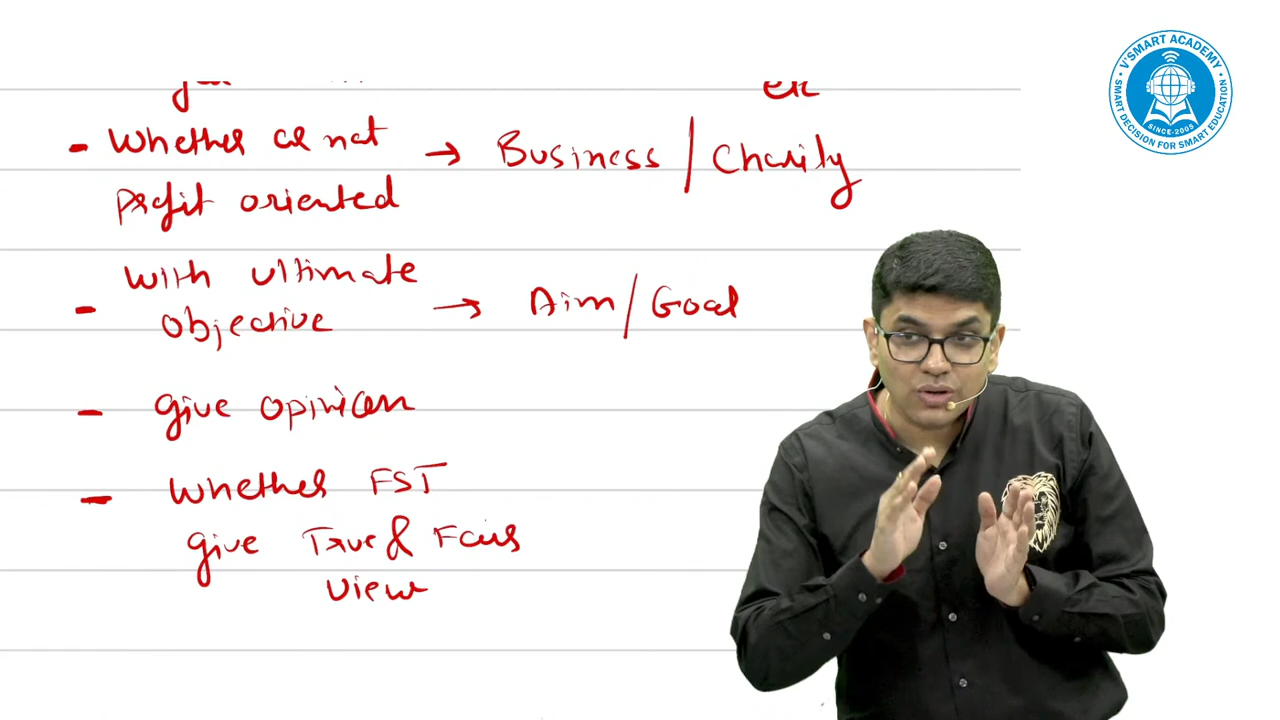 etc
- Whether or not → Business / Charity
profit oriented
- With ultimate → Aim / Goal
objective
- give opinion
- Whether FST
give True & Fair
view
V'SMART ACADEMY
SINCE-2005
SMART DECISION FOR SMART EDUCATION